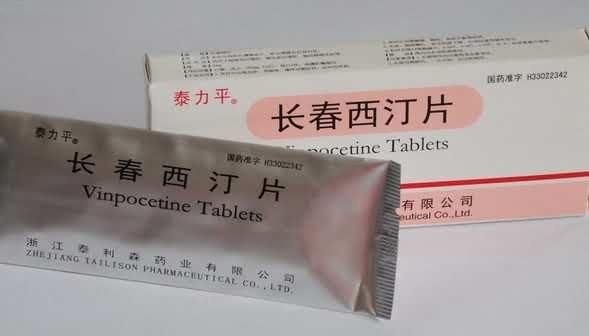 国药准字 H33022342
泰力平®
长春西汀片
Vinpocetine Tablets
有限公司
ceutical Co.,Ltd.
泰力平®
国药准字 H33022342
长春西汀片
Vinpocetine Tablets
浙江泰利森药业有限公司
ZHEJIANG TAILISON PHARMACEUTICAL CO.,LTD.